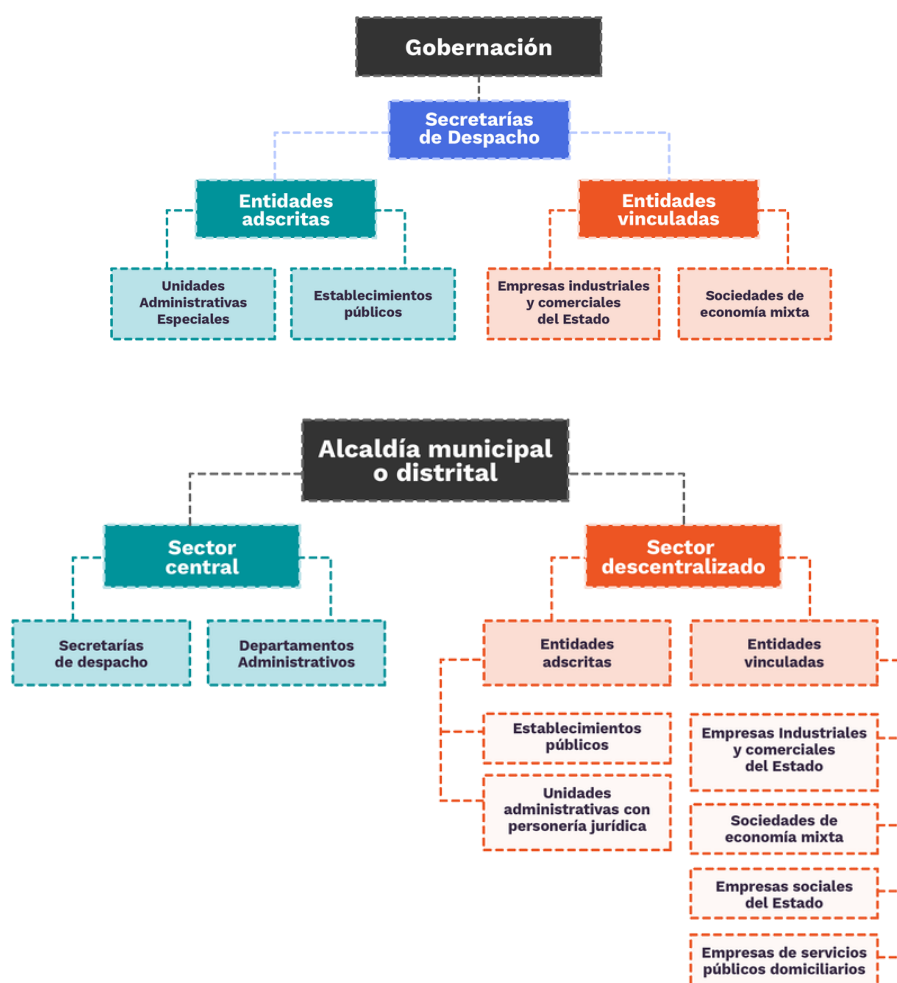 Gobernación
Secretarías
de Despacho
Entidades
adscritas
Entidades
vinculadas
Unidades
Administrativas
Especiales
Establecimientos
públicos
Empresas industriales
y comerciales
del Estado
Sociedades de
economía mixta
Alcaldía municipal
o distrital
Sector
central
Sector
descentralizado
Secretarías
de despacho
Departamentos
Administrativos
Entidades
adscritas
Entidades
vinculadas
Establecimientos
públicos
Unidades
administrativas con
personería jurídica
Empresas Industriales
y comerciales
del Estado
Sociedades de
economía mixta
Empresas sociales
del Estado
Empresas de servicios
públicos domiciliarios